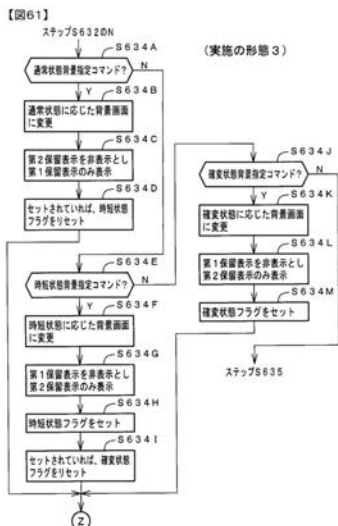 【図61】
ステップS632のN
(実施の形態3)
S634A
通常状態背景指定コマンド?
N
Y
S634B
通常状態に応じた背景画面
に変更
S634C
第2保留表示を非表示とし
第1保留表示のみ表示
S634D
セットされていれば、時短状態
フラグをリセット
S634E
時短状態背景指定コマンド?
N
Y
S634F
時短状態に応じた背景画面
に変更
S634G
第1保留表示を非表示とし
第2保留表示のみ表示
S634H
時短状態フラグをセット
S634I
セットされていれば、確変状態
フラグをリセット
Z
S634J
確変状態背景指定コマンド?
N
Y
S634K
確変状態に応じた背景画面
に変更
S634L
第1保留表示を非表示とし
第2保留表示のみ表示
S634M
確変状態フラグをセット
ステップS635